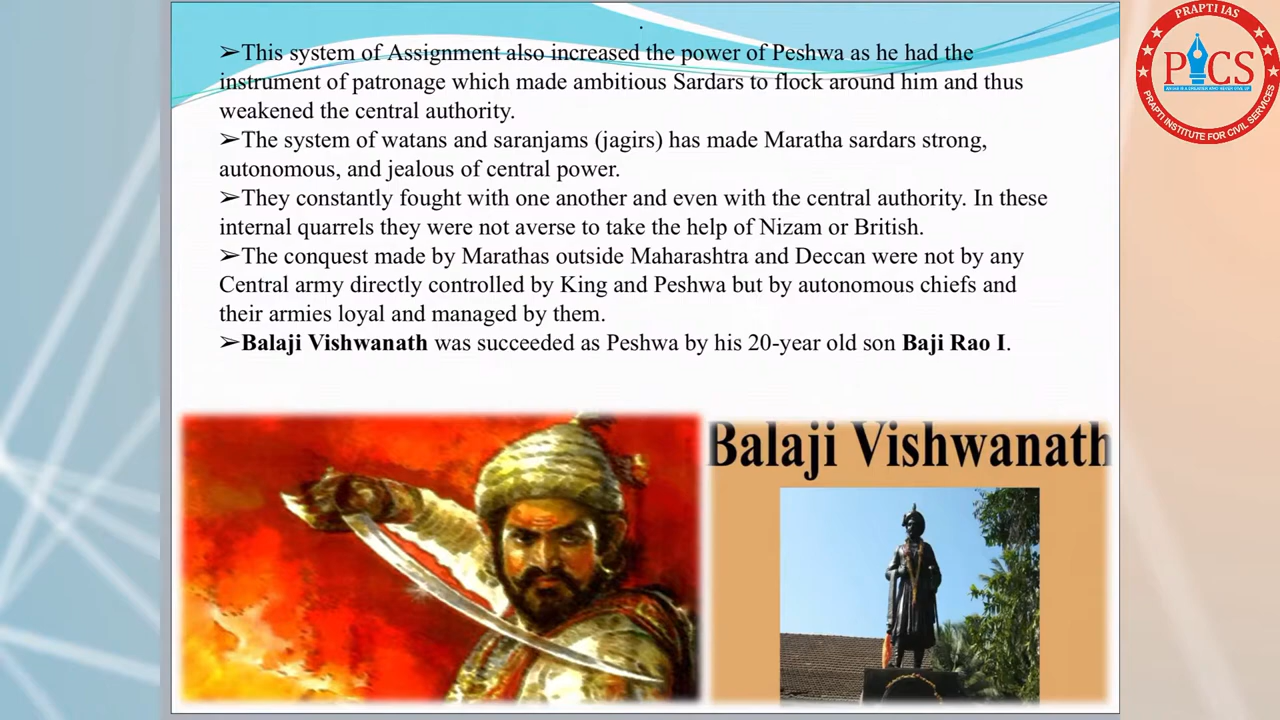 ➢This system of Assignment also increased the power of Peshwa as he had the
instrument of patronage which made ambitious Sardars to flock around him and thus
weakened the central authority.
➢The system of watans and saranjams (jagirs) has made Maratha sardars strong,
autonomous, and jealous of central power.
➢They constantly fought with one another and even with the central authority. In these
internal quarrels they were not averse to take the help of Nizam or British.
➢The conquest made by Marathas outside Maharashtra and Deccan were not by any
Central army directly controlled by King and Peshwa but by autonomous chiefs and
their armies loyal and managed by them.
➢Balaji Vishwanath was succeeded as Peshwa by his 20-year old son Baji Rao I.
Balaji Vishwanath
PRAPTI IAS
PICS
PRAPTI INSTITUTE FOR CIVIL SERVICES